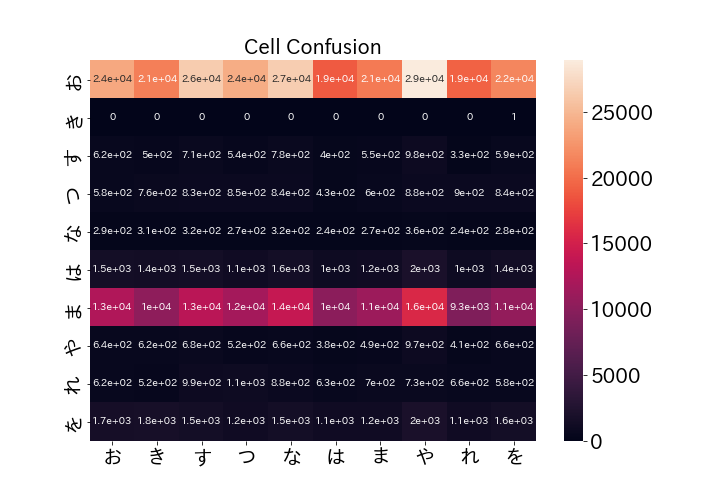 Cell Confusion
お 2.4e+04 2.1e+04 2.6e+04 2.4e+04 2.7e+04 1.9e+04 2.1e+04 2.9e+04 1.9e+04 2.2e+04
き 0 0 0 0 0 0 0 0 0 1
す 6.2e+02 5e+02 7.1e+02 5.4e+02 7.8e+02 4e+02 5.5e+02 9.8e+02 3.3e+02 5.9e+02
つ 5.8e+02 7.6e+02 8.3e+02 8.5e+02 8.4e+02 4.3e+02 6e+02 8.8e+02 9e+02 8.4e+02
な 2.9e+02 3.1e+02 3.2e+02 2.7e+02 3.2e+02 2.4e+02 2.7e+02 3.6e+02 2.4e+02 2.8e+02
は 1.5e+03 1.4e+03 1.5e+03 1.1e+03 1.6e+03 1e+03 1.2e+03 2e+03 1e+03 1.4e+03
ま 1.3e+04 1e+04 1.3e+04 1.2e+04 1.4e+04 1e+04 1.1e+04 1.6e+04 9.3e+03 1.1e+04
や 6.4e+02 6.2e+02 6.8e+02 5.2e+02 6.6e+02 3.8e+02 4.9e+02 9.7e+02 4.1e+02 6.6e+02
れ 6.2e+02 5.2e+02 9.9e+02 1.1e+03 8.8e+02 6.3e+02 7e+02 7.3e+02 6.6e+02 5.8e+02
を 1.7e+03 1.8e+03 1.5e+03 1.2e+03 1.5e+03 1.1e+03 1.2e+03 2e+03 1.1e+03 1.6e+03
お き す つ な は ま や れ を
25000
20000
15000
10000
5000
0